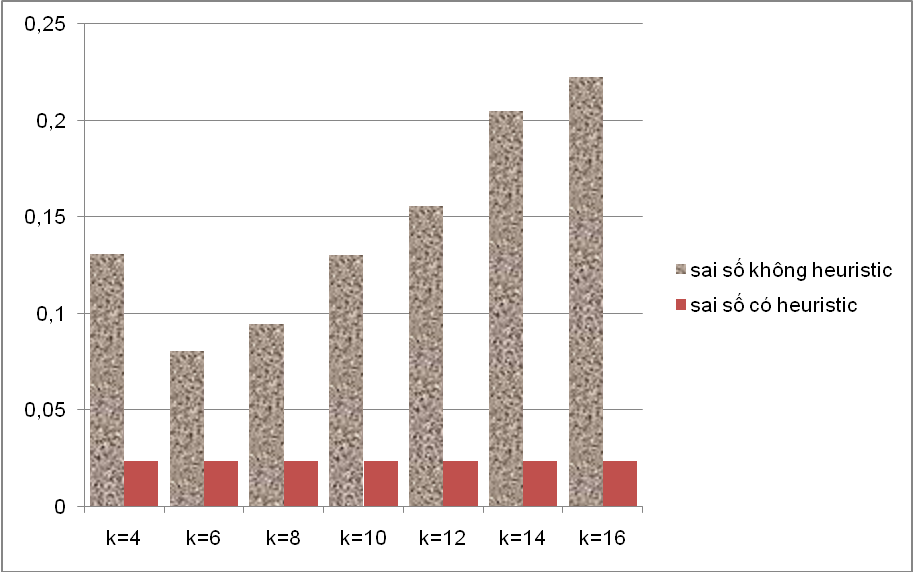 0,25
0,2
0,15
0,1
0,05
0
k=4 k=6 k=8 k=10 k=12 k=14 k=16
sai số không heuristic
sai số có heuristic